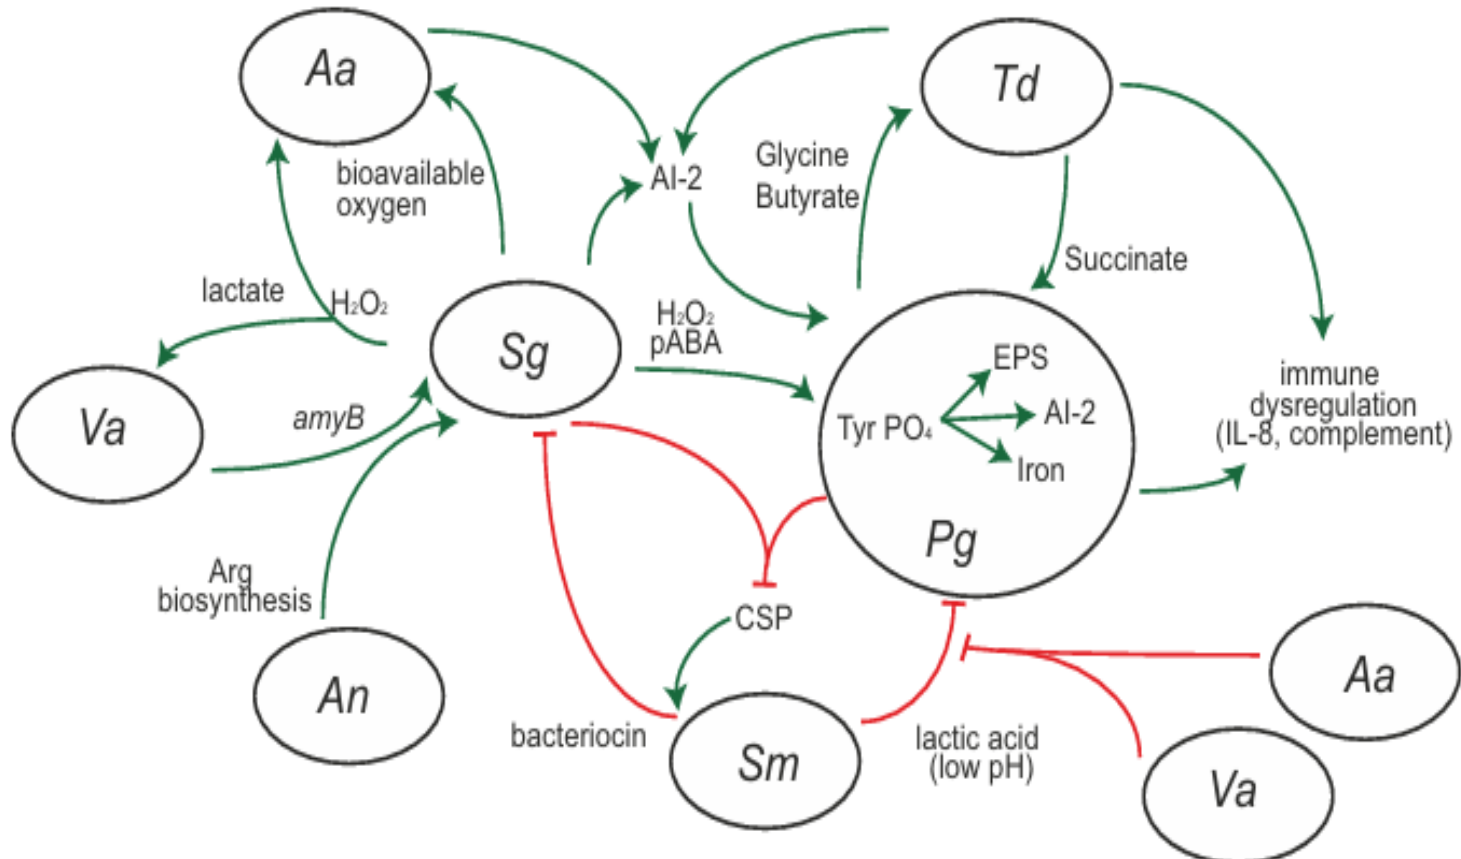 Aa
Td
bioavailable
oxygen
AI-2
Glycine
Butyrate
Succinate
lactate
H₂O₂
Sg
H₂O₂
pABA
EPS
Tyr PO₄
AI-2
Iron
Pg
immune
dysregulation
(IL-8, complement)
Va
amyB
Arg
biosynthesis
An
CSP
bacteriocin
Sm
lactic acid
(low pH)
Aa
Va